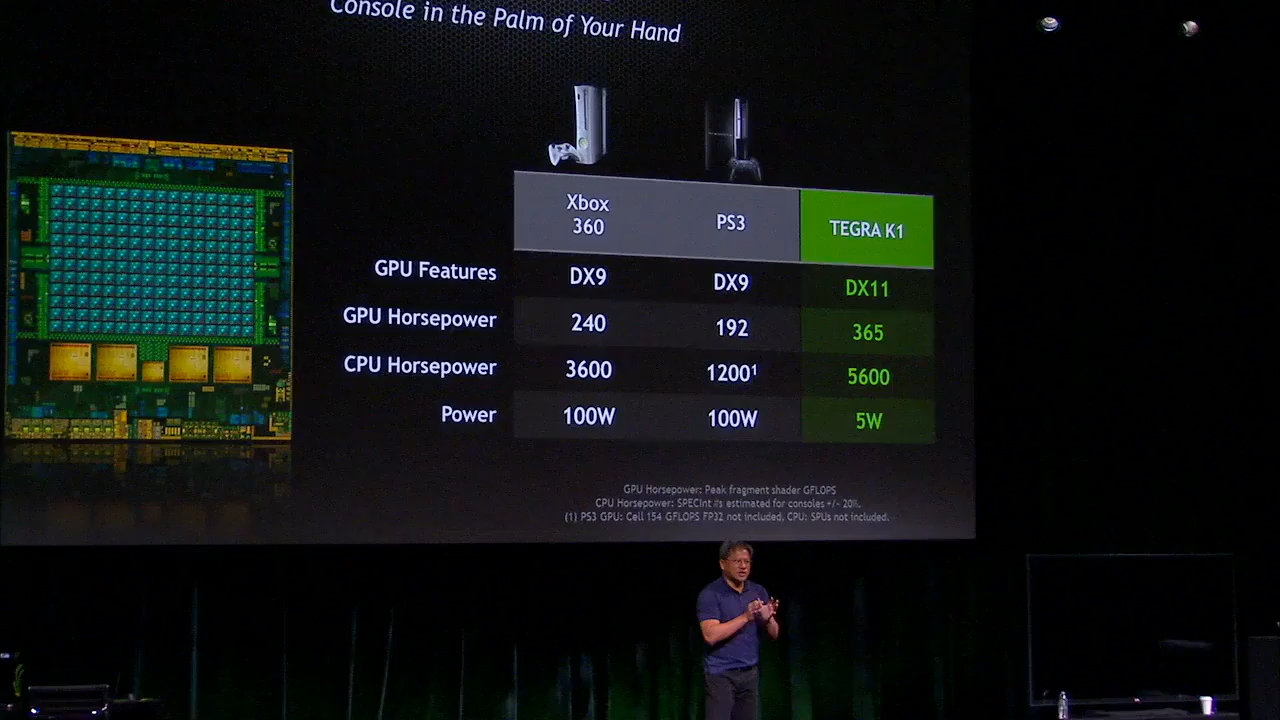 Console in the Palm of Your Hand
Xbox
360
PS3
TEGRA K1
GPU Features DX9 DX9 DX11
GPU Horsepower 240 192 365
CPU Horsepower 3600 1200¹ 5600
Power 100W 100W 5W
GPU Horsepower: Peak fragment shader GFLOPS
CPU Horsepower: SPECint #s estimated for consoles +/- 20%.
(1) PS3 GPU: Cell 154 GFLOPS FP32 not included, CPU: SPUs not included.